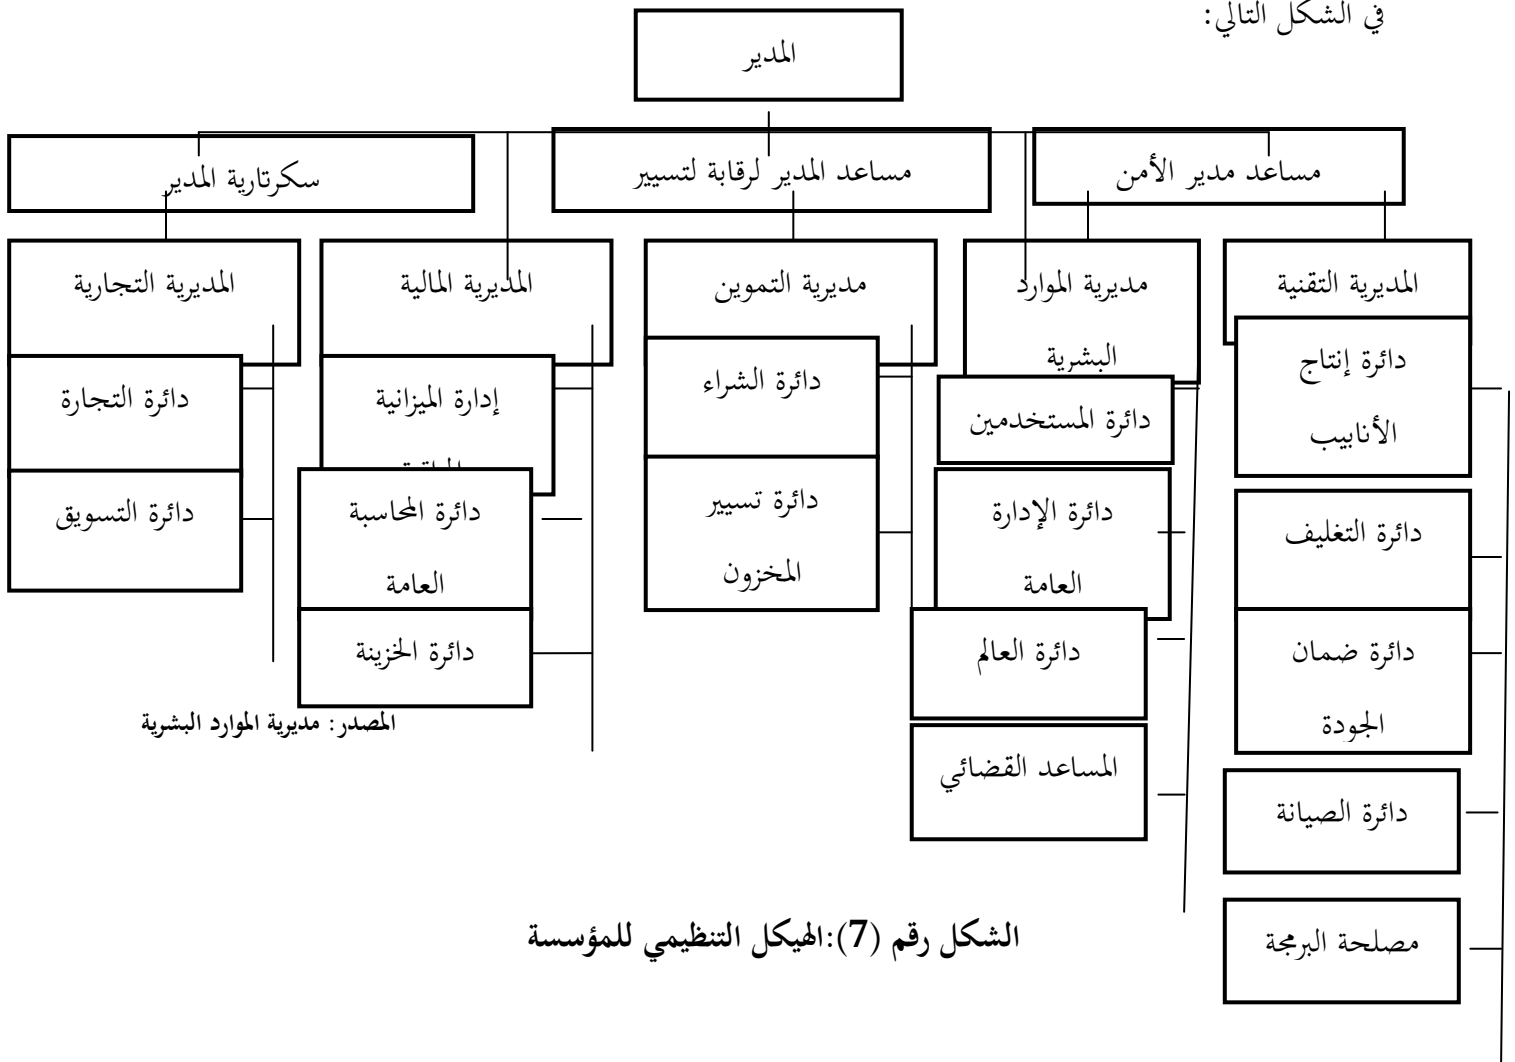 في الشكل التالي:
المدير
مساعد مدير الأمن
مساعد المدير لرقابة لتسيير
سكرتارية المدير
المديرية التقنية
مديرية الموارد
البشرية
مديرية التموين
المديرية المالية
المديرية التجارية
دائرة إنتاج
الأنابيب
دائرة التغليف
دائرة ضمان
الجودة
دائرة الصيانة
مصلحة البرمجة
دائرة المستخدمين
دائرة الإدارة
العامة
دائرة العالم
المساعد القضائي
دائرة الشراء
دائرة تسيير
المخزون
إدارة الميزانية
دائرة المحاسبة
العامة
دائرة الخزينة
دائرة التجارة
دائرة التسويق
المصدر: مديرية الموارد البشرية
الشكل رقم (7):الهيكل التنظيمي للمؤسسة